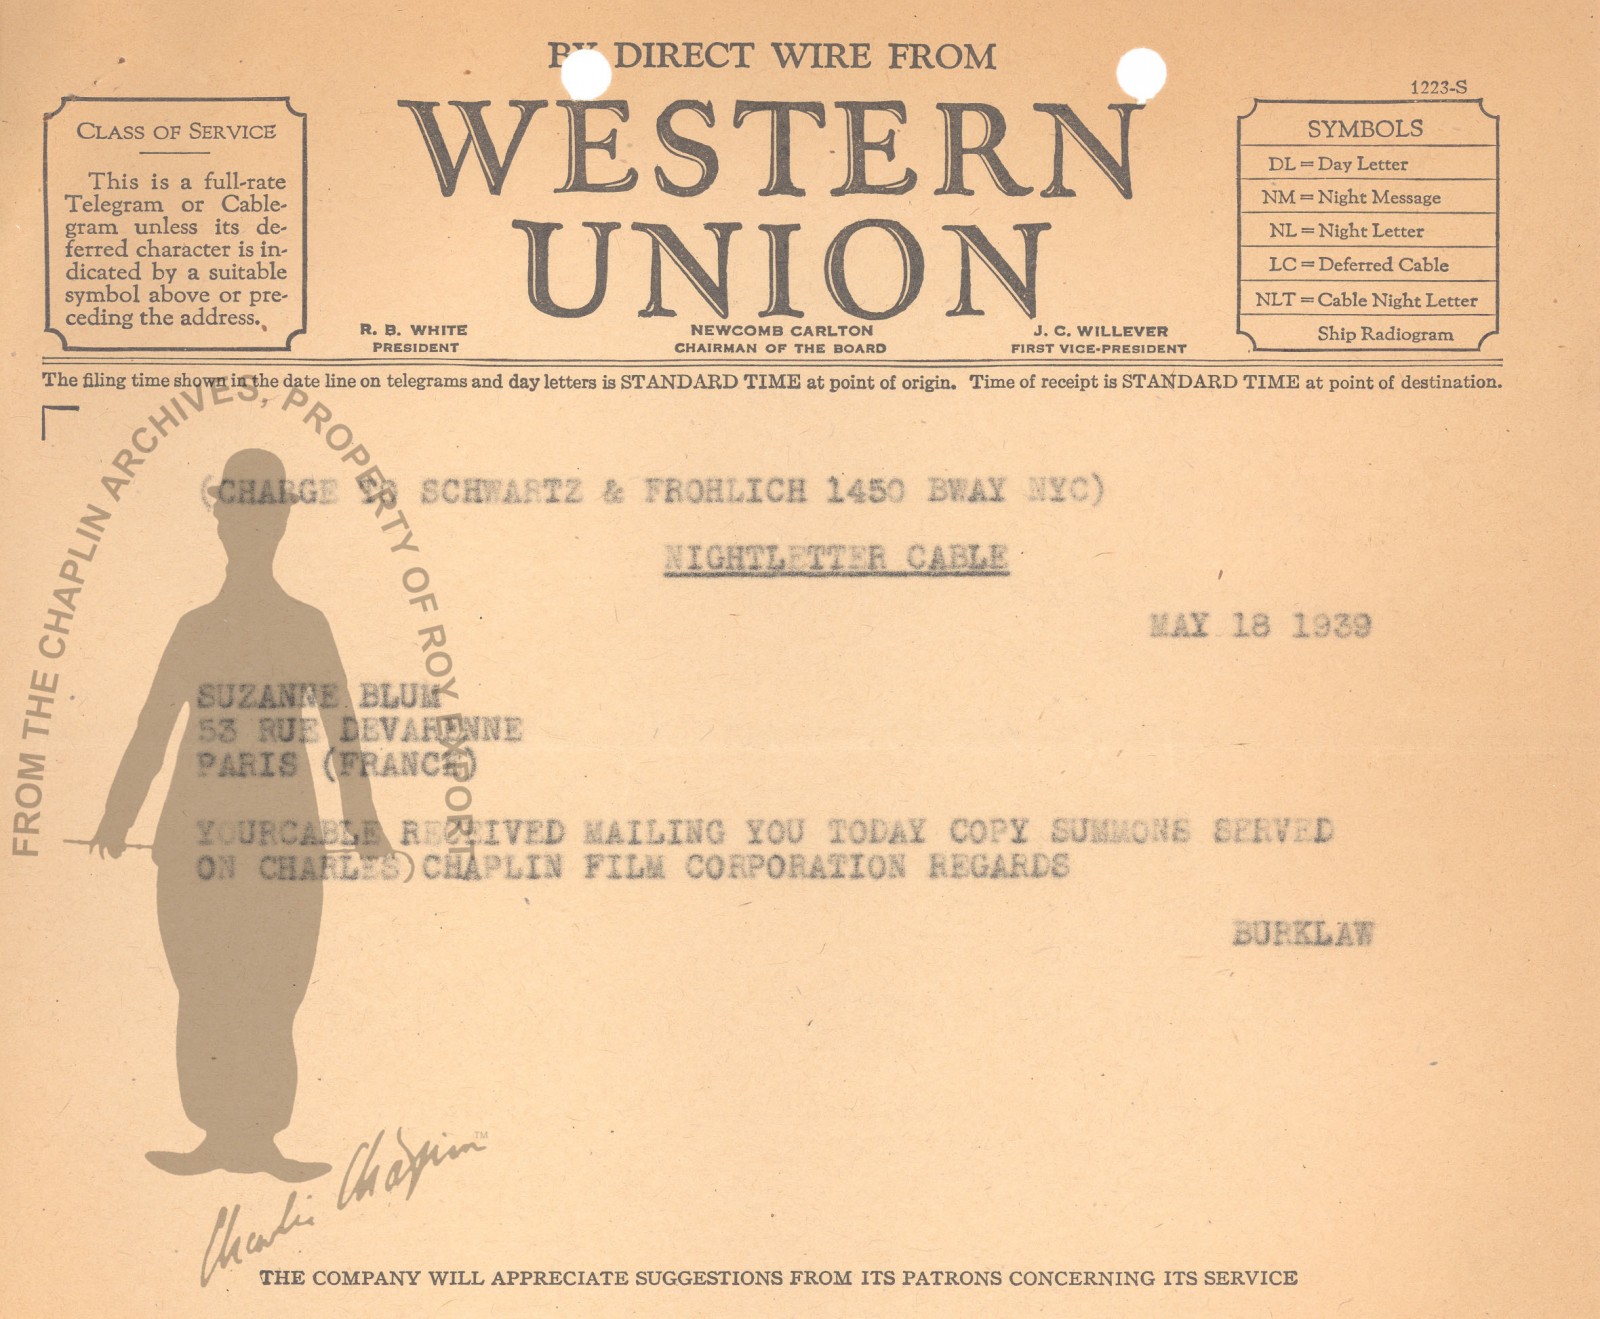 BY DIRECT WIRE FROM
WESTERN
UNION
1223-S
CLASS OF SERVICE
This is a full-rate
Telegram or Cable-
gram unless its de-
ferred character is in-
dicated by a suitable
symbol above or pre-
ceding the address.
R. B. WHITE
PRESIDENT
NEWCOMB CARLTON
CHAIRMAN OF THE BOARD
J. C. WILLEVER
FIRST VICE-PRESIDENT
SYMBOLS
DL = Day Letter
NM = Night Message
NL = Night Letter
LC = Deferred Cable
NLT = Cable Night Letter
Ship Radiogram
The filing time shown in the date line on telegrams and day letters is STANDARD TIME at point of origin. Time of receipt is STANDARD TIME at point of destination.
(CHARGE TO SCHWARTZ & FROHLICH 1450 BWAY NYC)
NIGHTLETTER CABLE
MAY 18 1939
SUZANNE BLUM
53 RUE DEVARENNE
PARIS (FRANCE)
YOURCABLE RECEIVED MAILING YOU TODAY COPY SUMMONS SERVED
ON CHARLES)CHAPLIN FILM CORPORATION REGARDS
BURKLAW
FROM THE CHAPLIN ARCHIVES, PROPERTY OF ROY EXPORT
Charlie Chaplin TM
THE COMPANY WILL APPRECIATE SUGGESTIONS FROM ITS PATRONS CONCERNING ITS SERVICE